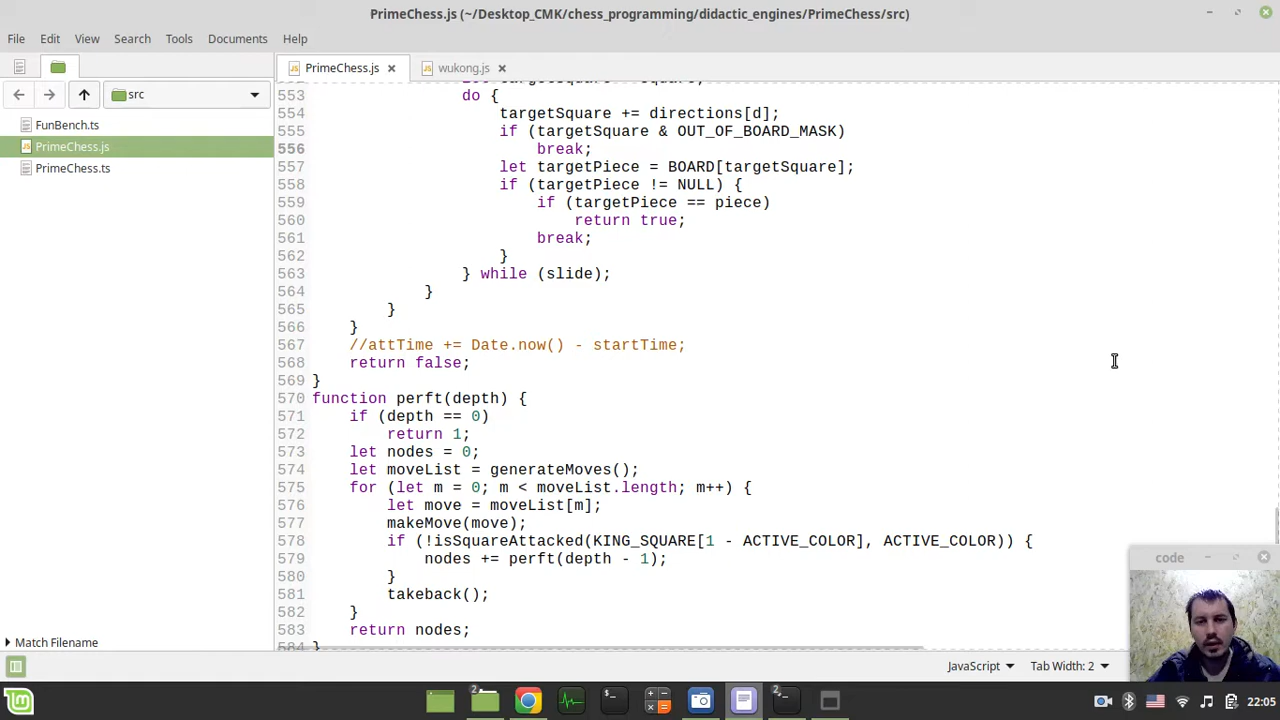 PrimeChess.js (~/Desktop_CMK/chess_programming/didactic_engines/PrimeChess/src)
File Edit View Search Tools Documents Help
PrimeChess.js
wukong.js
src
FunBench.ts
PrimeChess.js
PrimeChess.ts
553 do {
554 targetSquare += directions[d];
555 if (targetSquare & OUT_OF_BOARD_MASK)
556 break;
557 let targetPiece = BOARD[targetSquare];
558 if (targetPiece != NULL) {
559 if (targetPiece == piece)
560 return true;
561 break;
562 }
563 } while (slide);
564 }
565 }
566 }
567 //attTime += Date.now() - startTime;
568 return false;
569 }
570 function perft(depth) {
571 if (depth == 0)
572 return 1;
573 let nodes = 0;
574 let moveList = generateMoves();
575 for (let m = 0; m < moveList.length; m++) {
576 let move = moveList[m];
577 makeMove(move);
578 if (!isSquareAttacked(KING_SQUARE[1 - ACTIVE_COLOR], ACTIVE_COLOR)) {
579 nodes += perft(depth - 1);
580 }
581 takeback();
582 }
583 return nodes;
584 }
code
Match Filename
JavaScript
Tab Width: 2
2
2
22:05